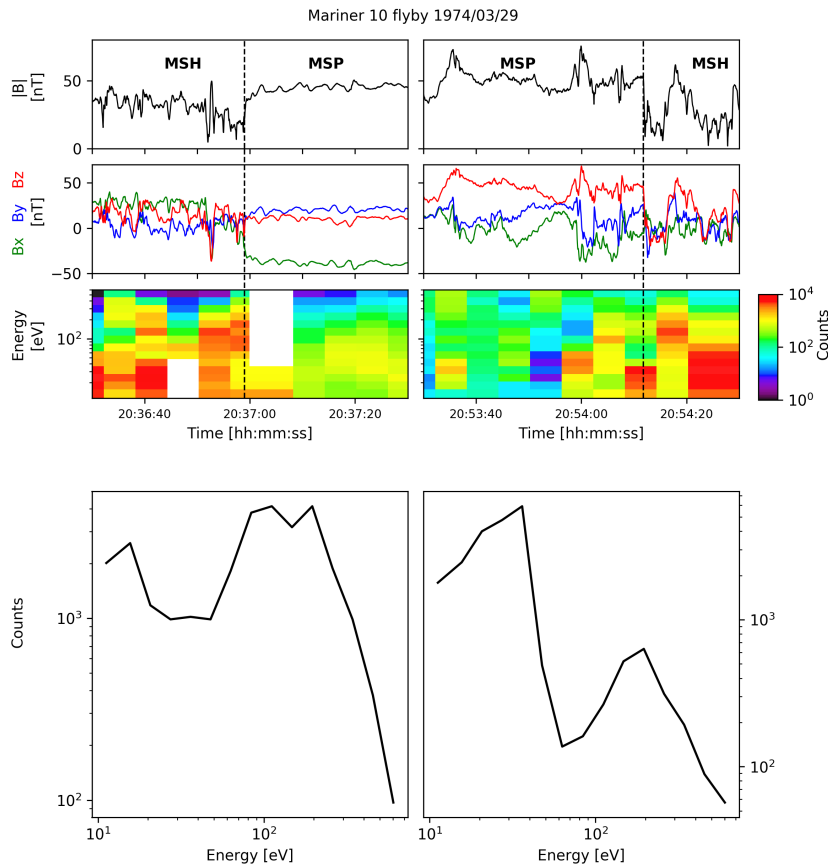 Mariner 10 flyby 1974/03/29
MSH MSP MSP MSH
|B| [nT]
50
0
Bx By Bz [nT]
50
0
−50
Energy [eV]
10²
20:36:40 20:37:00 20:37:20
Time [hh:mm:ss]
20:53:40 20:54:00 20:54:20
Time [hh:mm:ss]
10⁴
10²
10⁰
Counts
Counts
10³
10²
10¹ 10²
Energy [eV]
10³
10²
10¹ 10²
Energy [eV]